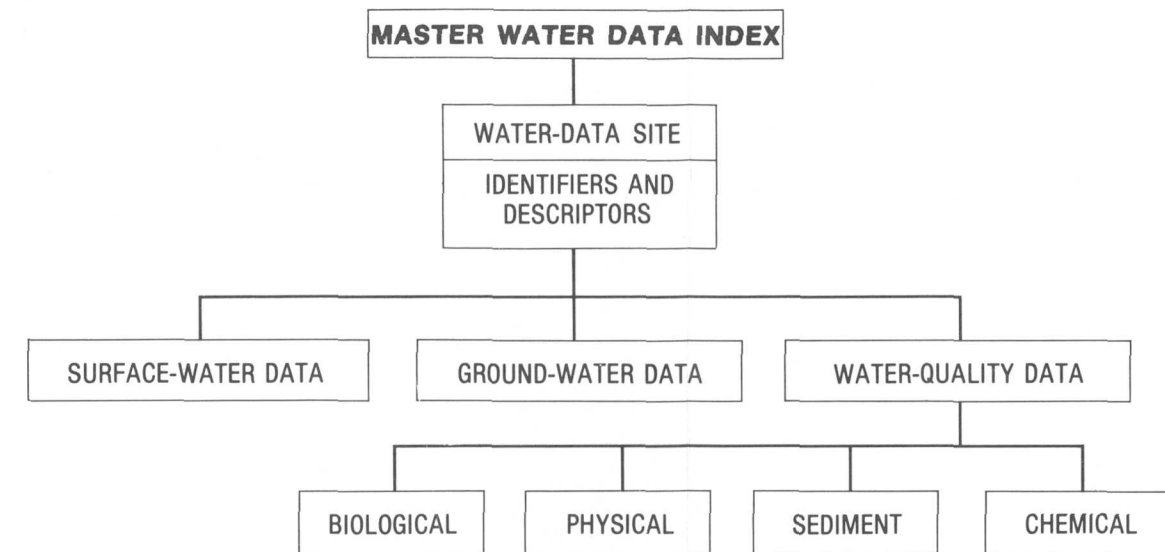 MASTER WATER DATA INDEX
WATER-DATA SITE
IDENTIFIERS AND
DESCRIPTORS
SURFACE-WATER DATA
GROUND-WATER DATA
WATER-QUALITY DATA
BIOLOGICAL
PHYSICAL
SEDIMENT
CHEMICAL